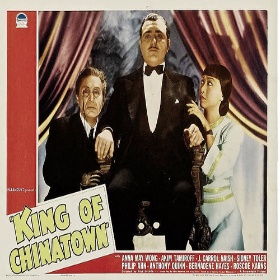 "KING OF
CHINATOWN"
ANNA MAY WONG · AKIM TAMIROFF · J. CARROL NAISH · SIDNEY TOLER
PHILIP AHN · ANTHONY QUINN · BERNADENE HAYES · ROSCOE KARNS